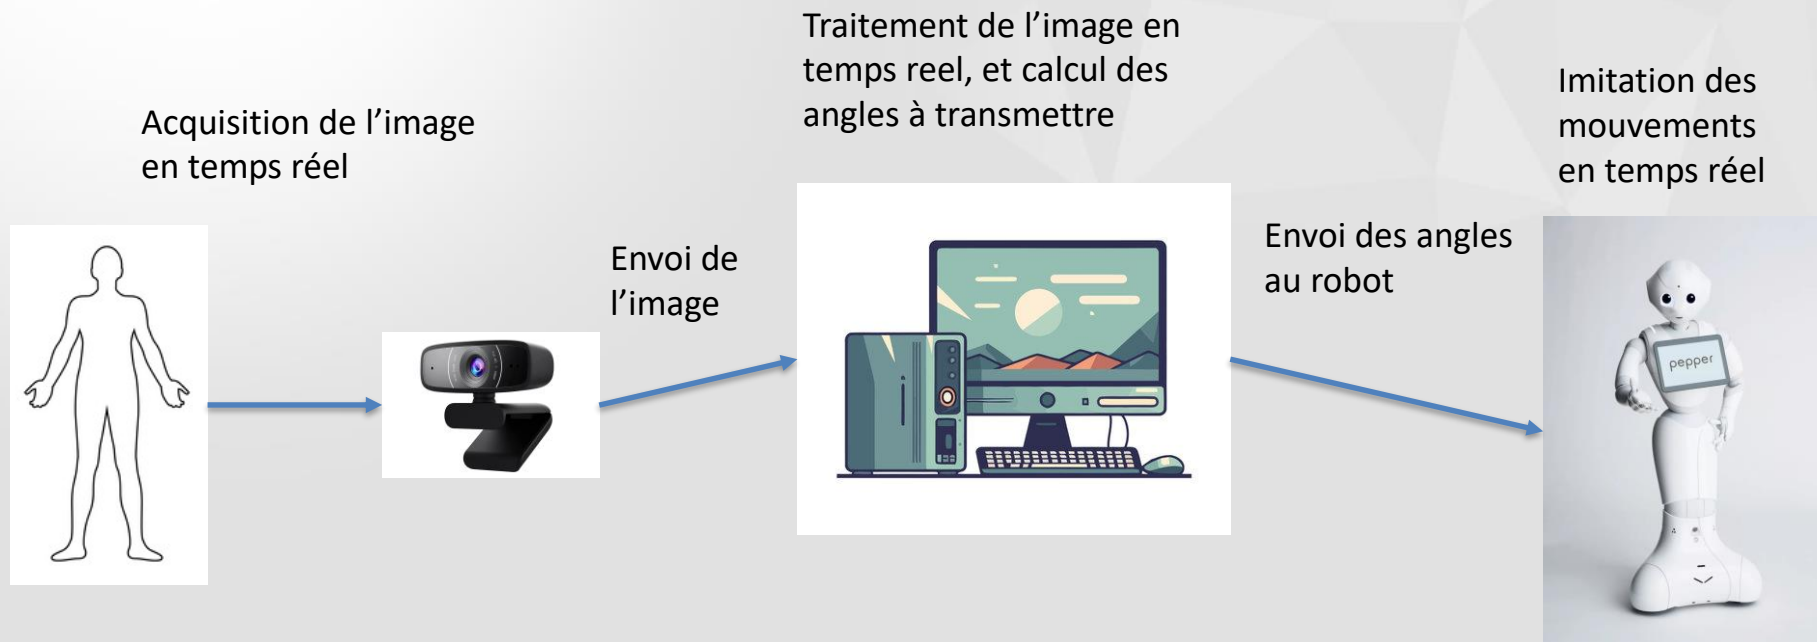 Acquisition de l’image
en temps réel
Envoi de
l’image
Traitement de l’image en
temps reel, et calcul des
angles à transmettre
Envoi des angles
au robot
Imitation des
mouvements
en temps réel
pepper